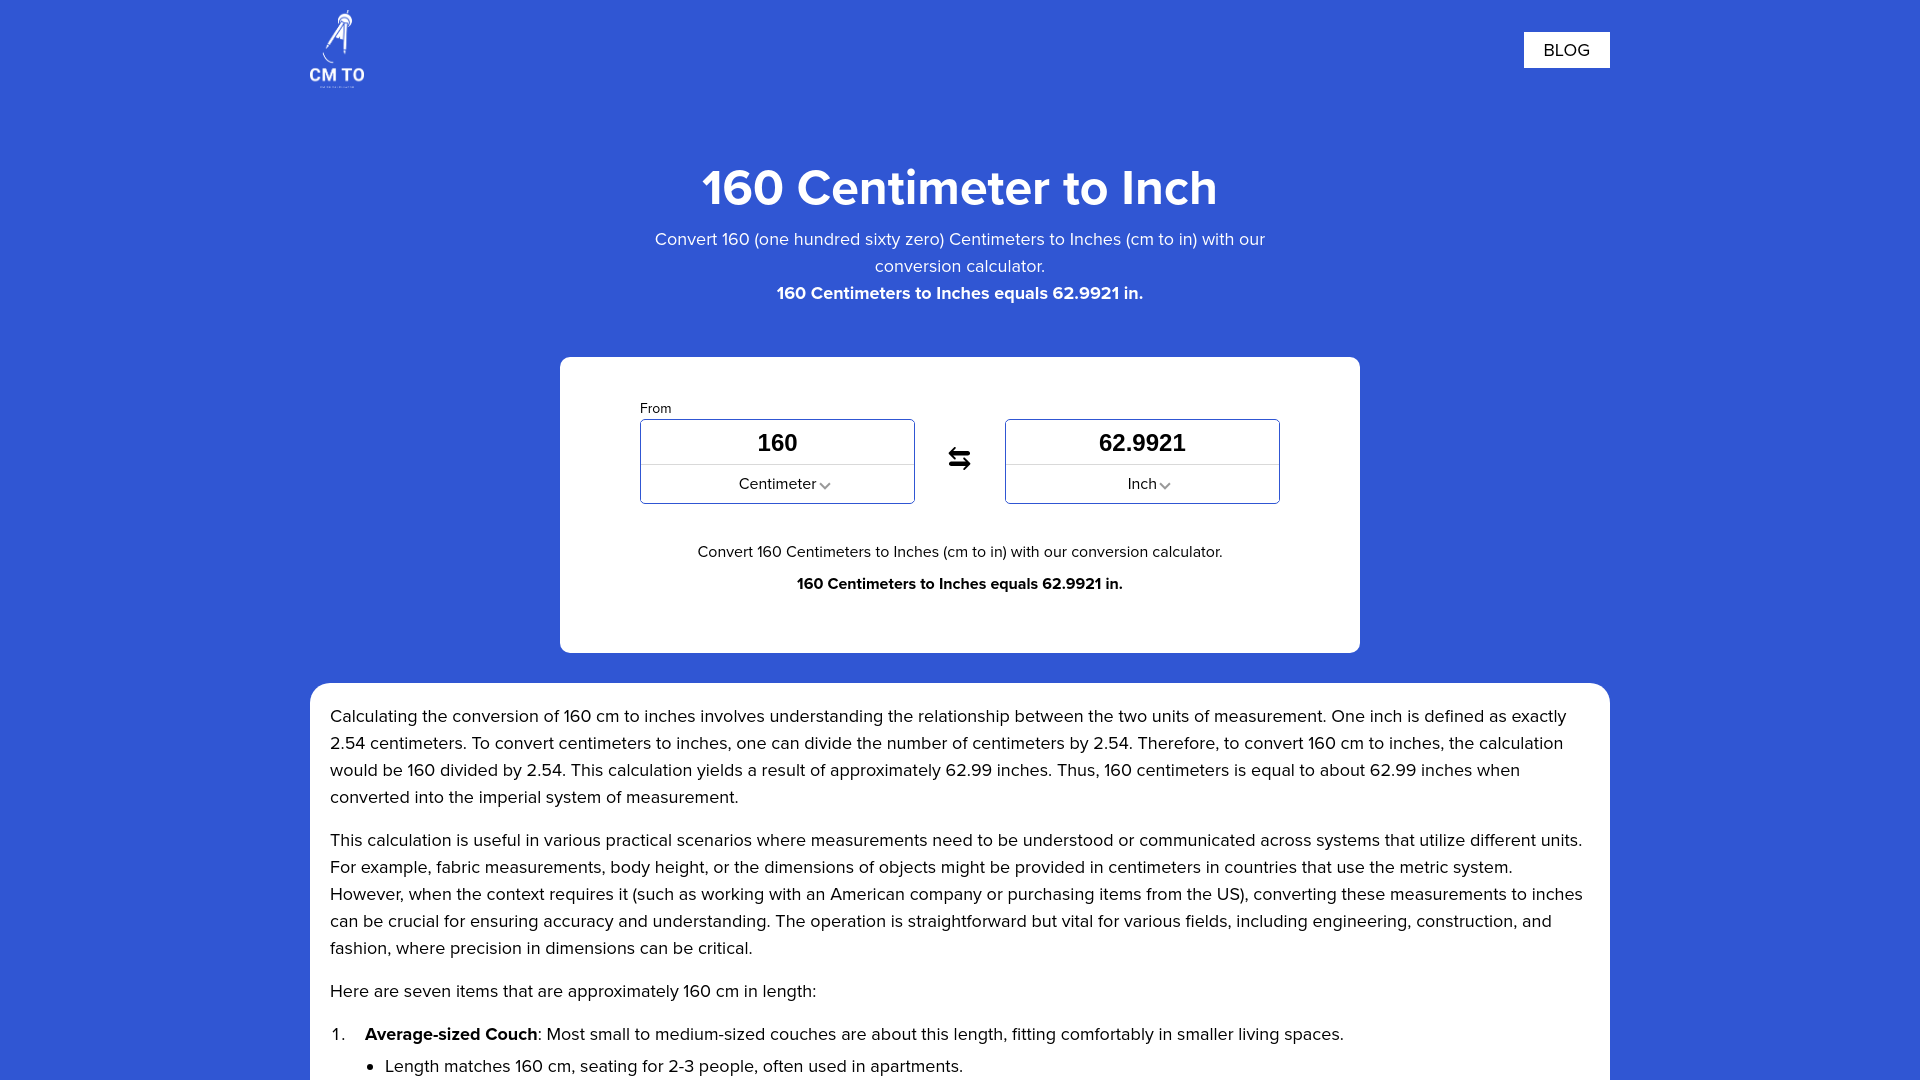 CM TO
BLOG
160 Centimeter to Inch
Convert 160 (one hundred sixty zero) Centimeters to Inches (cm to in) with our
conversion calculator.
160 Centimeters to Inches equals 62.9921 in.
From
160
62.9921
Centimeter
Inch
Convert 160 Centimeters to Inches (cm to in) with our conversion calculator.
160 Centimeters to Inches equals 62.9921 in.
Calculating the conversion of 160 cm to inches involves understanding the relationship between the two units of measurement. One inch is defined as exactly
2.54 centimeters. To convert centimeters to inches, one can divide the number of centimeters by 2.54. Therefore, to convert 160 cm to inches, the calculation
would be 160 divided by 2.54. This calculation yields a result of approximately 62.99 inches. Thus, 160 centimeters is equal to about 62.99 inches when
converted into the imperial system of measurement.
This calculation is useful in various practical scenarios where measurements need to be understood or communicated across systems that utilize different units.
For example, fabric measurements, body height, or the dimensions of objects might be provided in centimeters in countries that use the metric system.
However, when the context requires it (such as working with an American company or purchasing items from the US), converting these measurements to inches
can be crucial for ensuring accuracy and understanding. The operation is straightforward but vital for various fields, including engineering, construction, and
fashion, where precision in dimensions can be critical.
Here are seven items that are approximately 160 cm in length:
1. Average-sized Couch: Most small to medium-sized couches are about this length, fitting comfortably in smaller living spaces.
• Length matches 160 cm, seating for 2-3 people, often used in apartments.